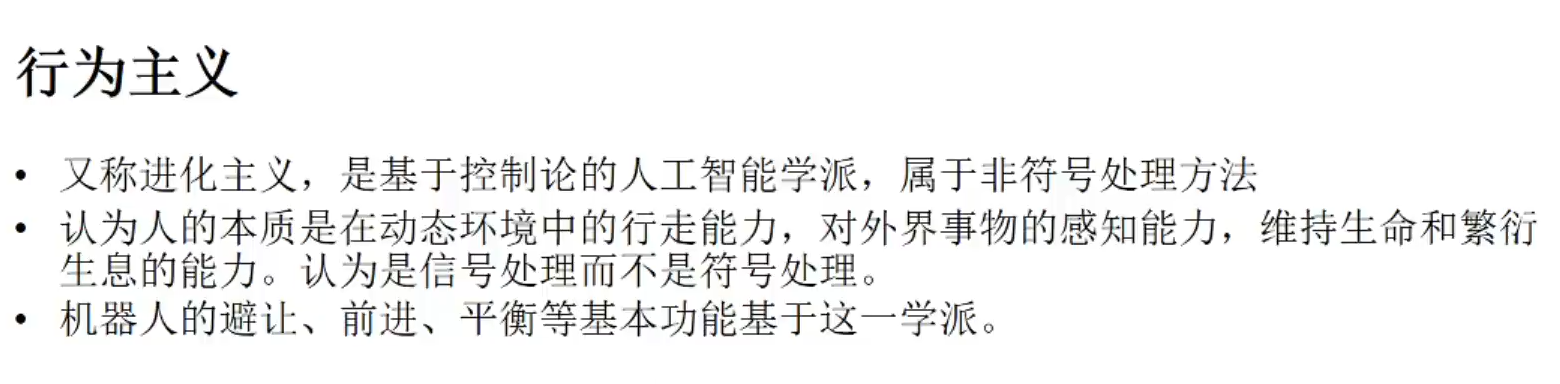 行为主义
• 又称进化主义，是基于控制论的人工智能学派，属于非符号处理方法
• 认为人的本质是在动态环境中的行走能力，对外界事物的感知能力，维持生命和繁衍
生息的能力。认为是信号处理而不是符号处理。
• 机器人的避让、前进、平衡等基本功能基于这一学派。